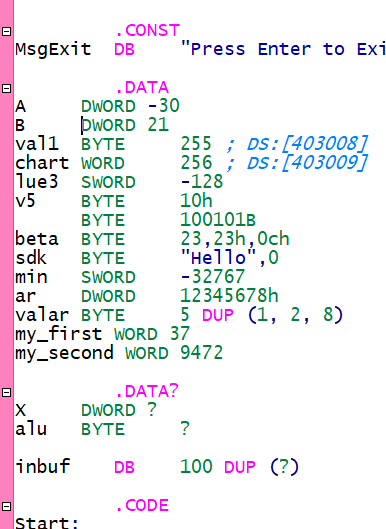 .CONST
MsgExit DB "Press Enter to Exi
.DATA
A DWORD -30
B DWORD 21
val1 BYTE 255 ; DS:[403008]
chart WORD 256 ; DS:[403009]
lue3 SWORD -128
v5 BYTE 10h
BYTE 100101B
beta BYTE 23,23h,0ch
sdk BYTE "Hello",0
min SWORD -32767
ar DWORD 12345678h
valar BYTE 5 DUP (1, 2, 8)
my_first WORD 37
my_second WORD 9472
.DATA?
X DWORD ?
alu BYTE ?
inbuf DB 100 DUP (?)
.CODE
Start: